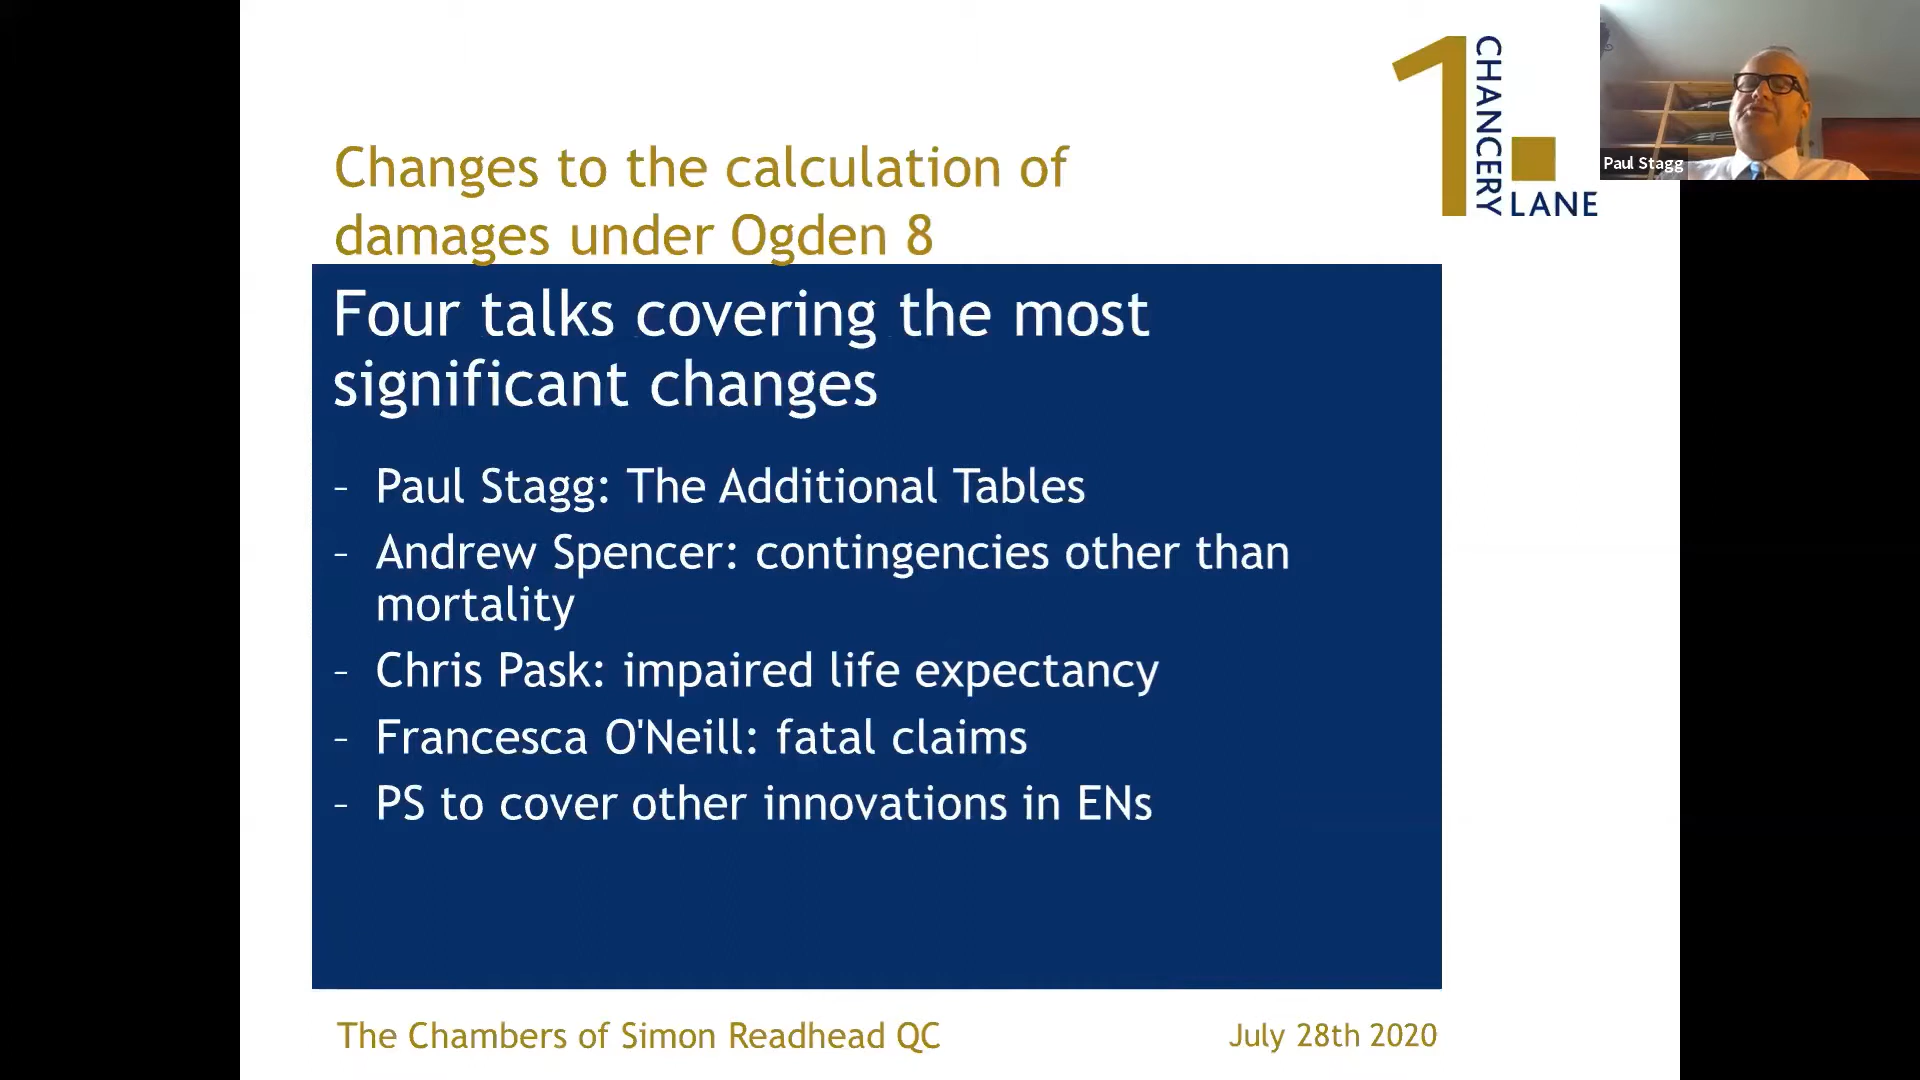 1
CHANCERY
LANE
Paul Stagg
Changes to the calculation of
damages under Ogden 8
Four talks covering the most
significant changes
– Paul Stagg: The Additional Tables
– Andrew Spencer: contingencies other than
mortality
– Chris Pask: impaired life expectancy
– Francesca O'Neill: fatal claims
– PS to cover other innovations in ENs
The Chambers of Simon Readhead QC
July 28th 2020